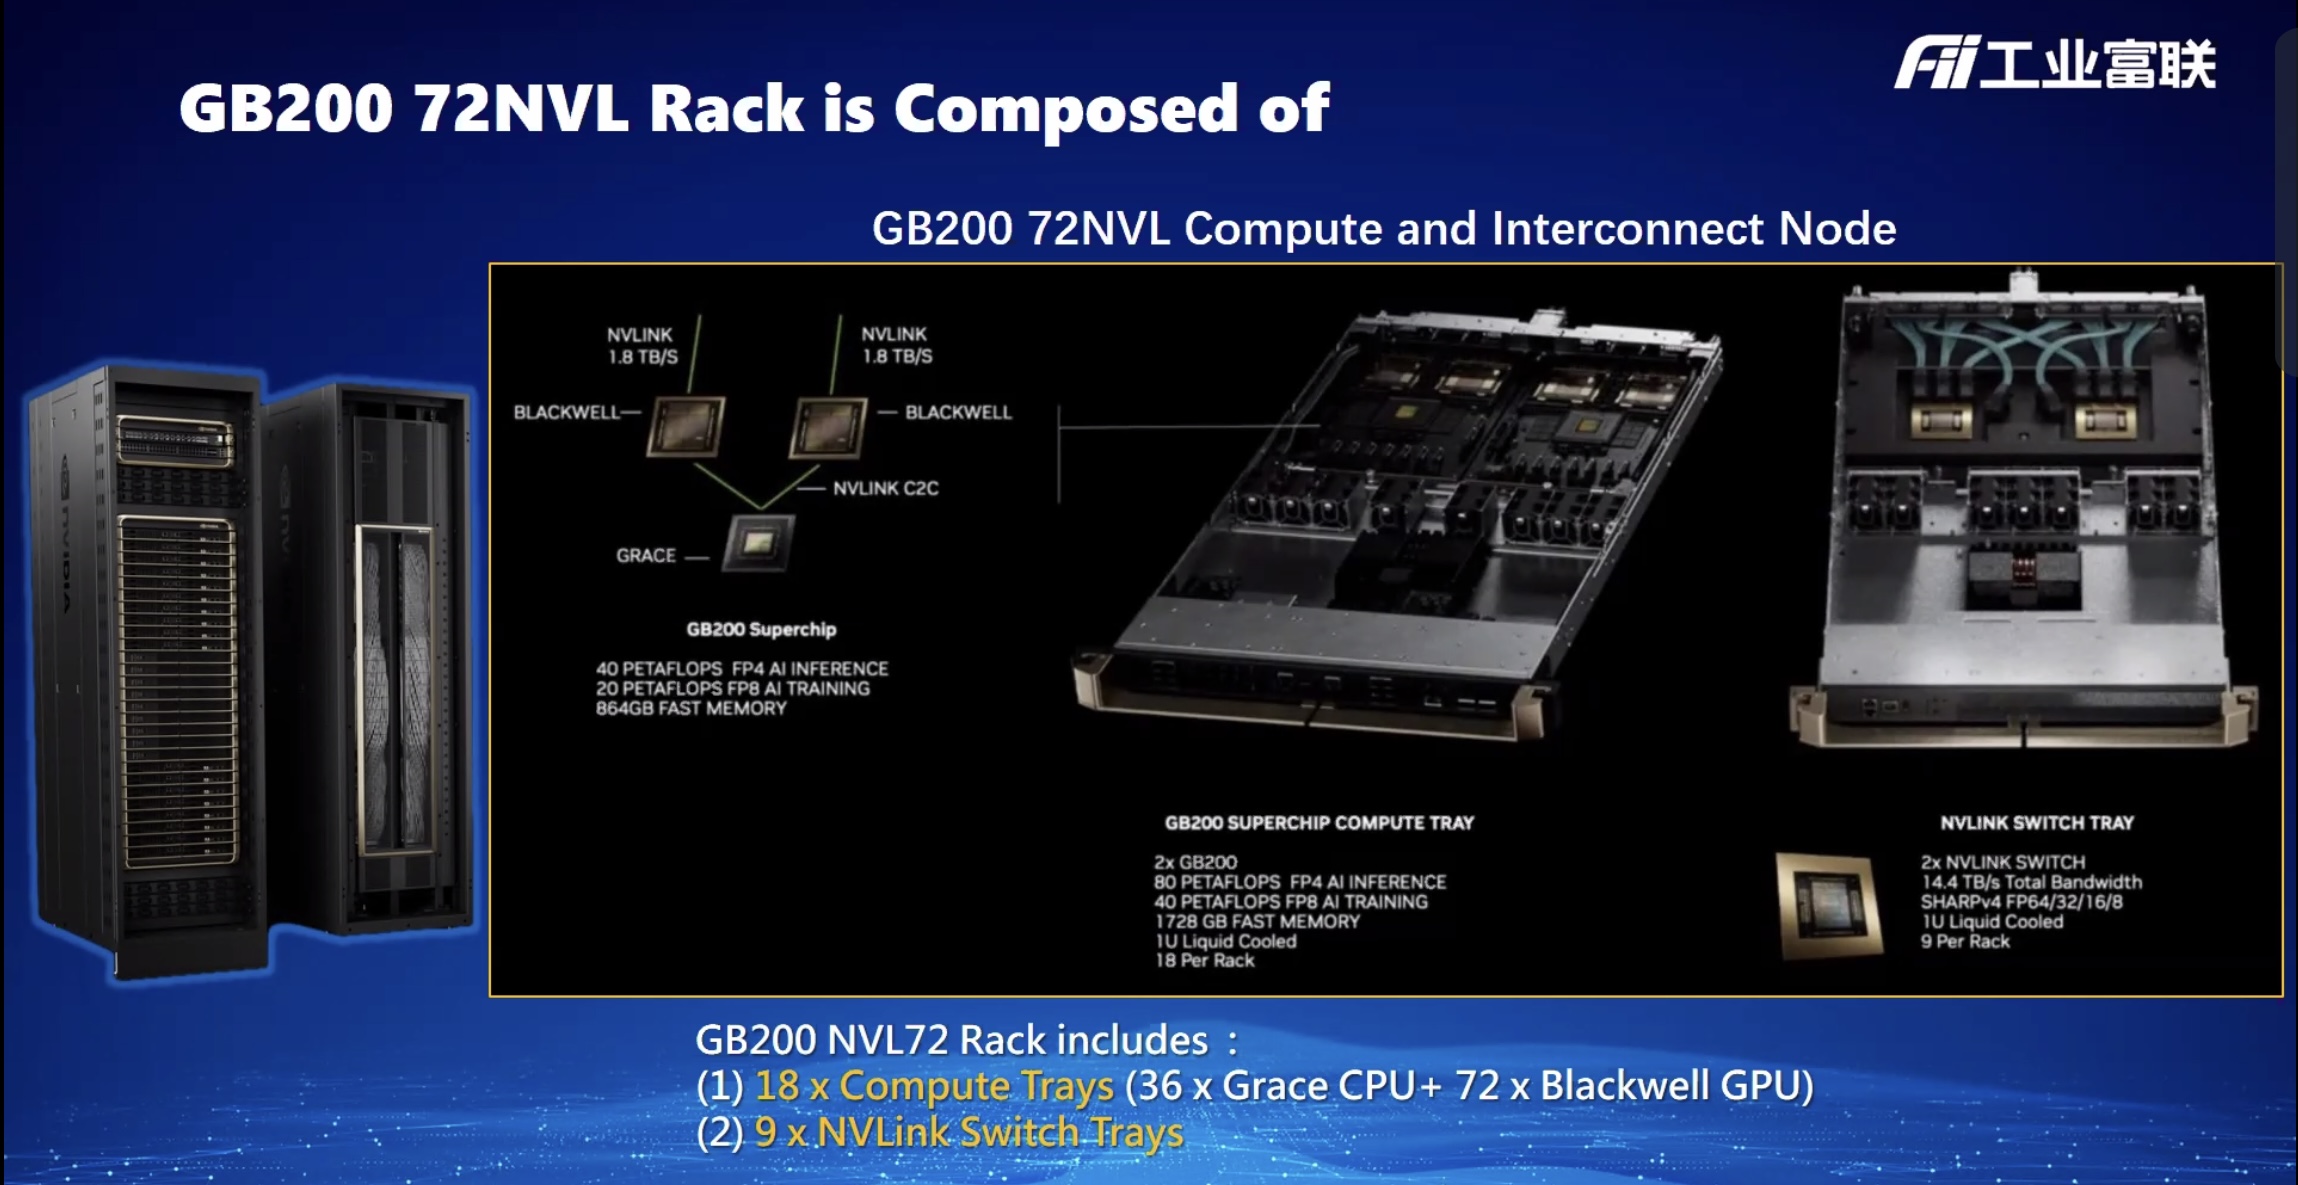 Fii工业富联
GB200 72NVL Rack is Composed of
GB200 72NVL Compute and Interconnect Node
NVLINK
1.8 TB/S
NVLINK
1.8 TB/S
BLACKWELL
BLACKWELL
NVLINK C2C
GRACE
GB200 Superchip
40 PETAFLOPS FP4 AI INFERENCE
20 PETAFLOPS FP8 AI TRAINING
864GB FAST MEMORY
GB200 SUPERCHIP COMPUTE TRAY
2x GB200
80 PETAFLOPS FP4 AI INFERENCE
40 PETAFLOPS FP8 AI TRAINING
1728 GB FAST MEMORY
1U Liquid Cooled
18 Per Rack
NVLINK SWITCH TRAY
2x NVLINK SWITCH
14.4 TB/s Total Bandwidth
SHARPv4 FP64/32/16/8
1U Liquid Cooled
9 Per Rack
NVIDIA
GB200 NVL72 Rack includes：
(1) 18 x Compute Trays (36 x Grace CPU+ 72 x Blackwell GPU)
(2) 9 x NVLink Switch Trays